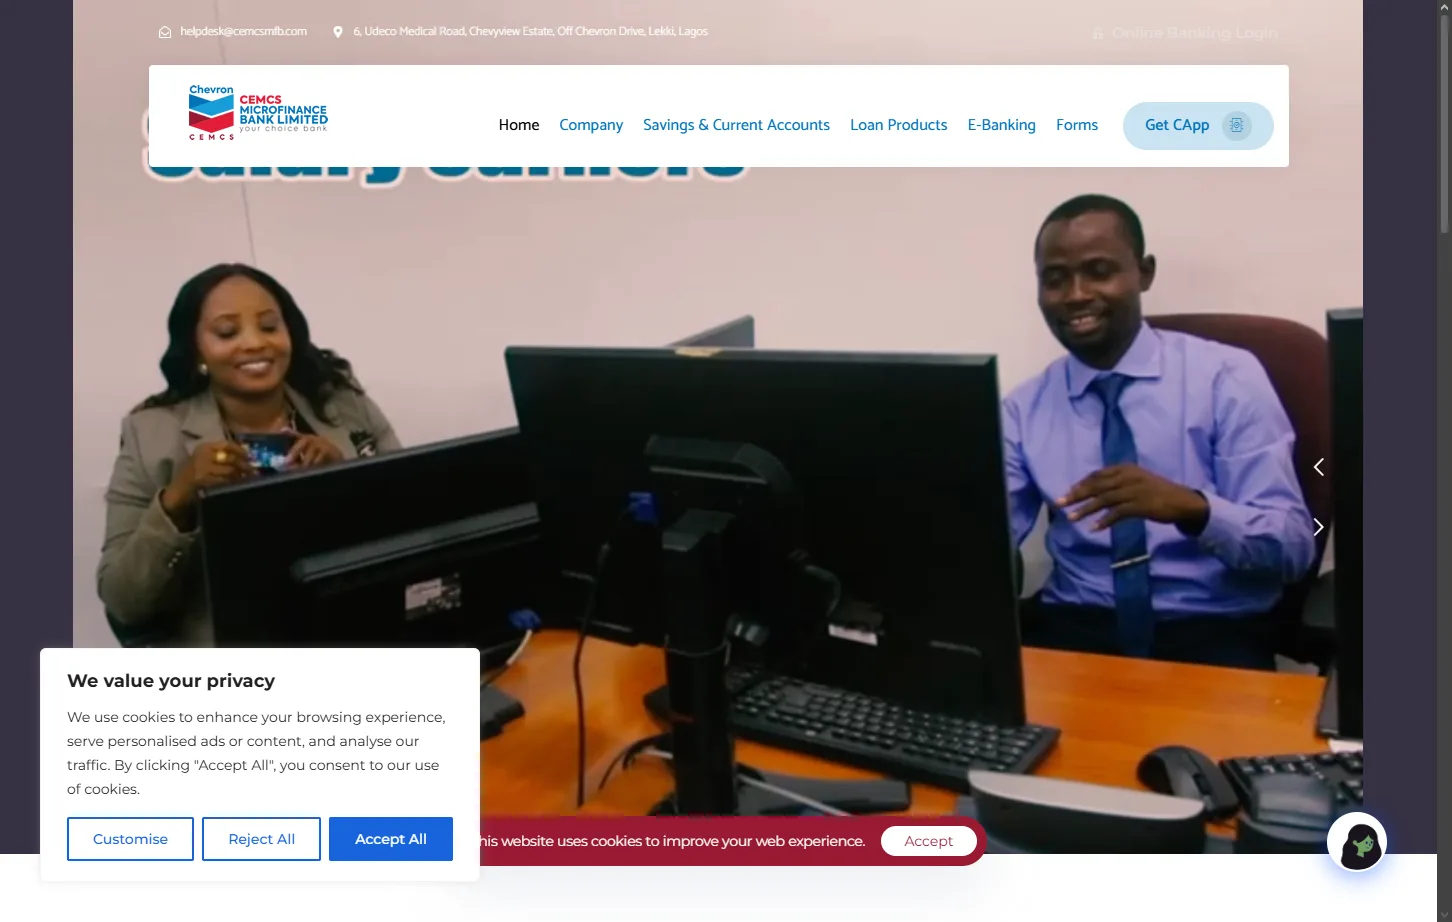 helpdesk@cemcsmfb.com
6, Udeco Medical Road, Chevyview Estate, Off Chevron Drive, Lekki, Lagos
Online Banking Login
Chevron
CEMCS
CEMCS
MICROFINANCE
BANK LIMITED
your choice bank
Home
Company
Savings & Current Accounts
Loan Products
E-Banking
Forms
Get CApp
Salary Earners
We value your privacy
We use cookies to enhance your browsing experience,
serve personalised ads or content, and analyse our
traffic. By clicking "Accept All", you consent to our use
of cookies.
Customise
Reject All
Accept All
his website uses cookies to improve your web experience.
Accept